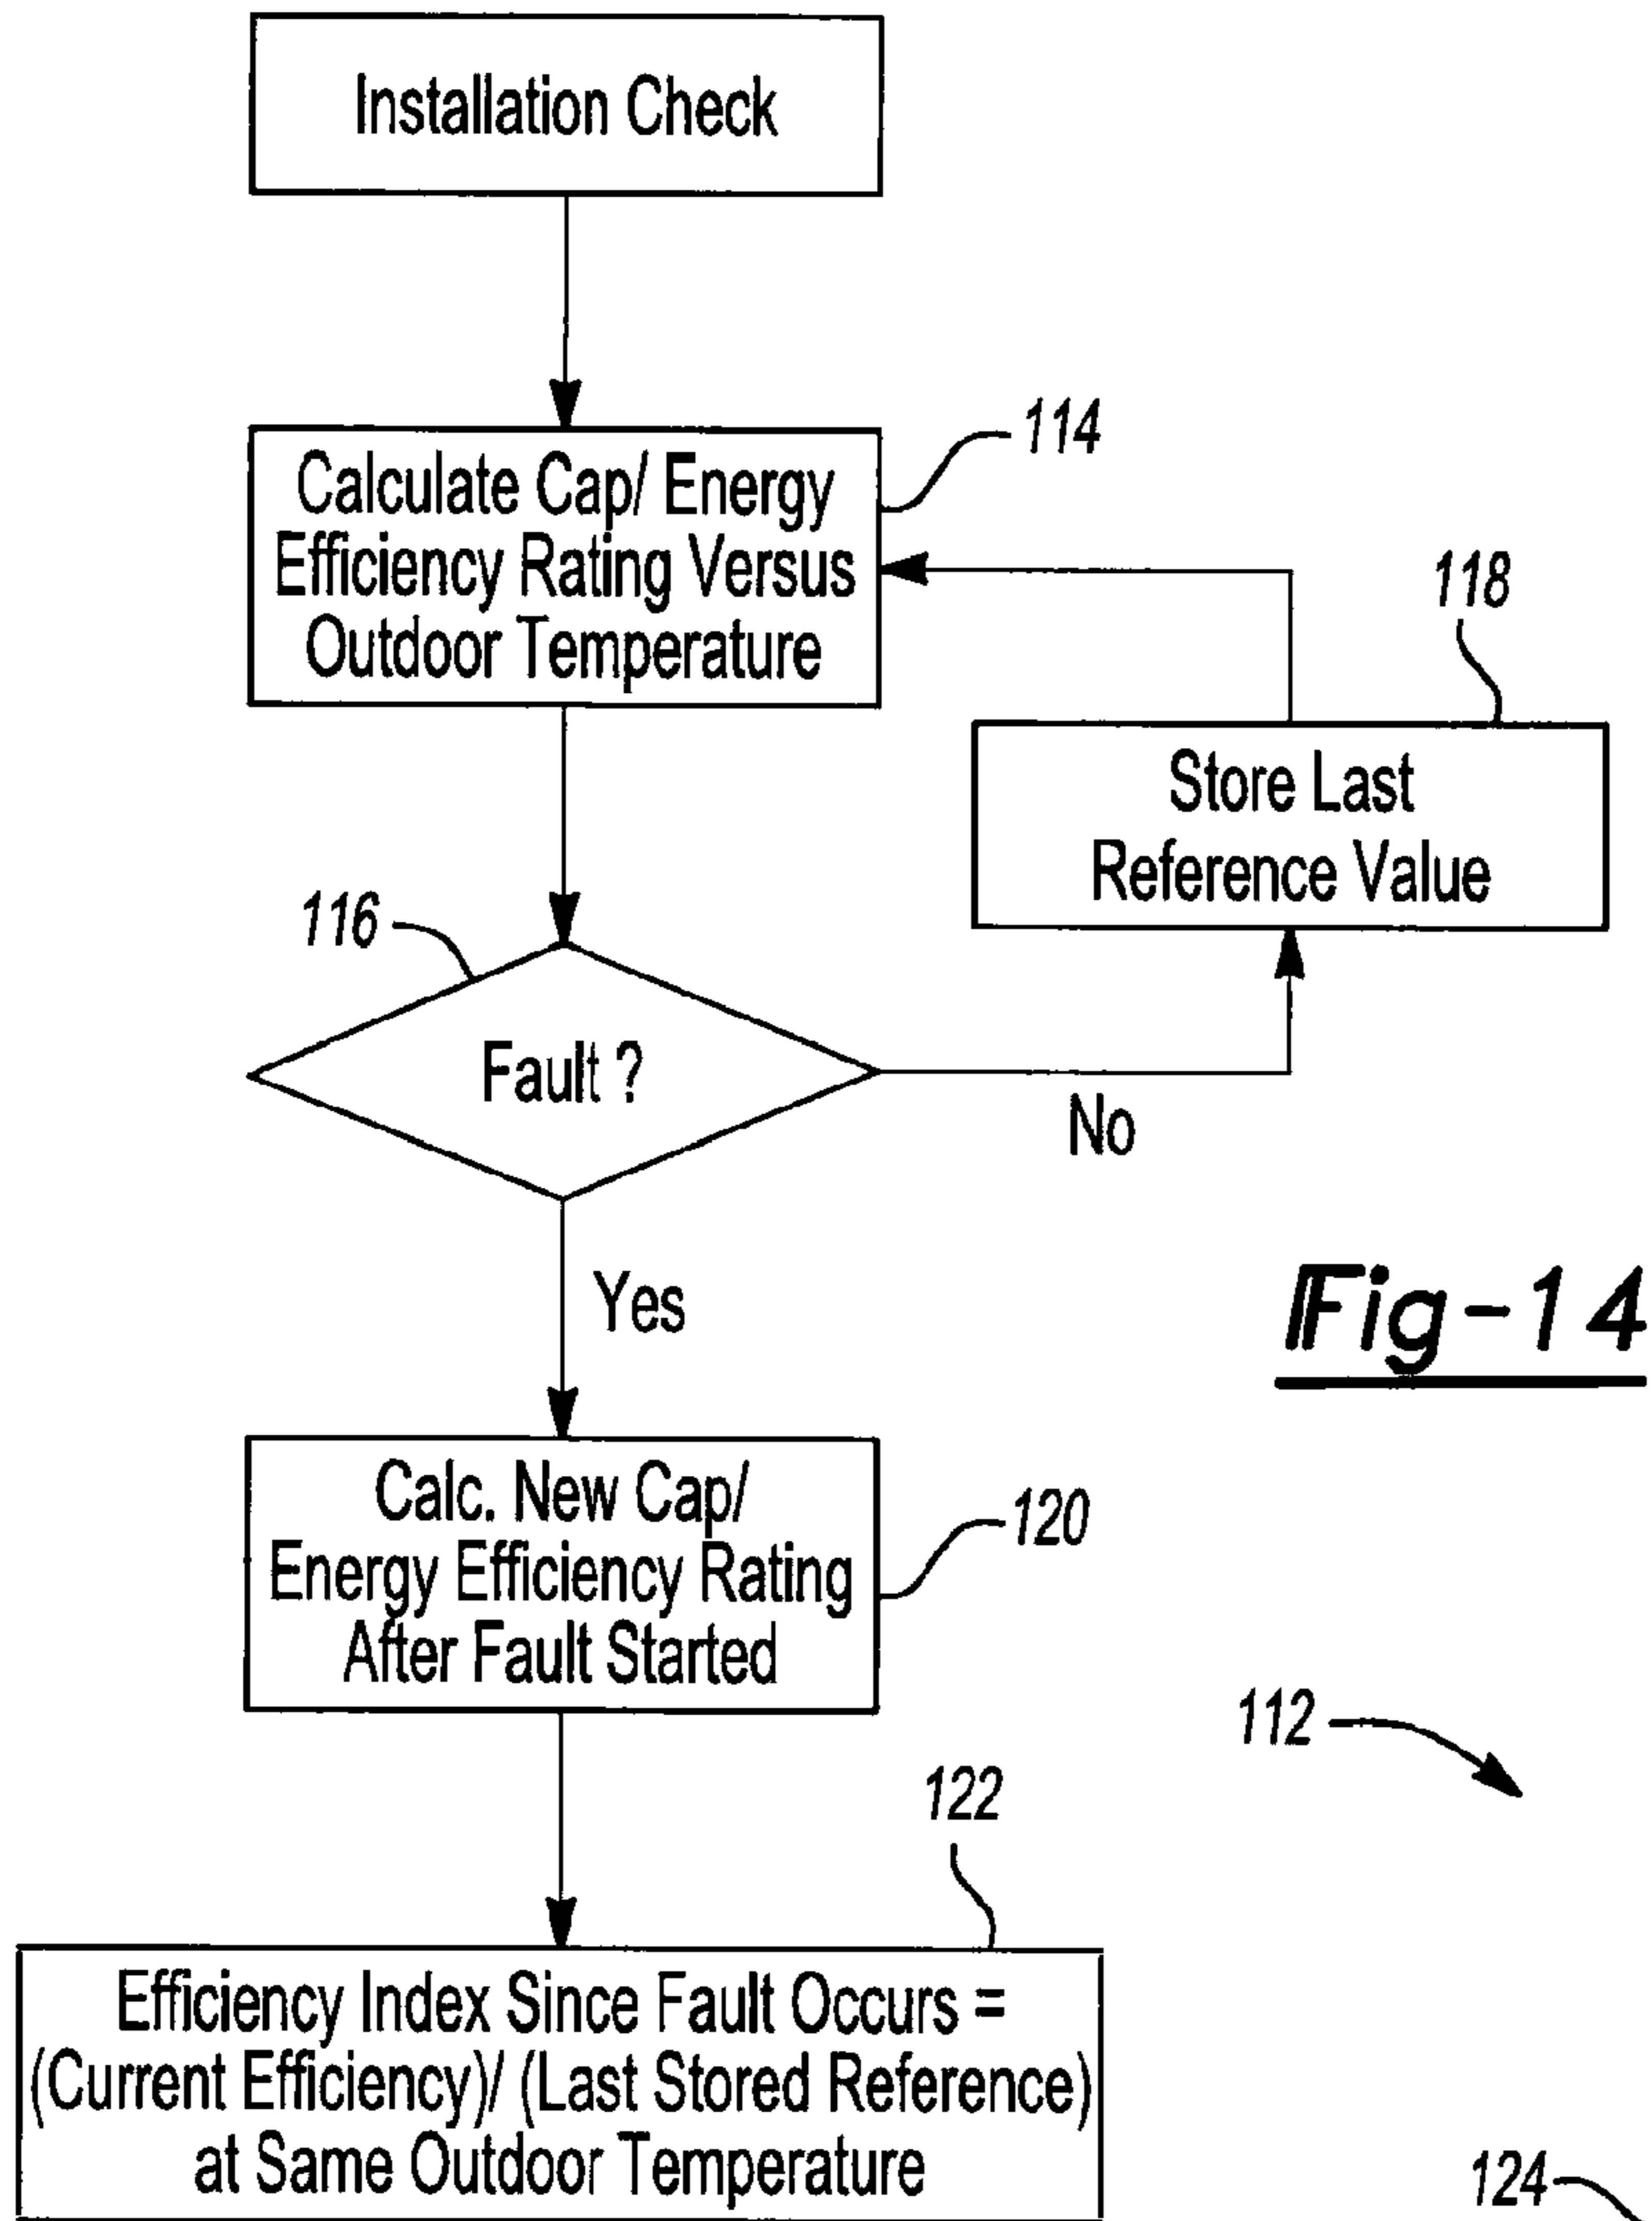 Installation Check
Calculate Cap/ Energy
Efficiency Rating Versus
Outdoor Temperature
114
118
Store Last
Reference Value
116
Fault ?
No
Yes
Fig-14
Calc. New Cap/
Energy Efficiency Rating
After Fault Started
120
112
122
Efficiency Index Since Fault Occurs =
(Current Efficiency)/ (Last Stored Reference)
at Same Outdoor Temperature
124